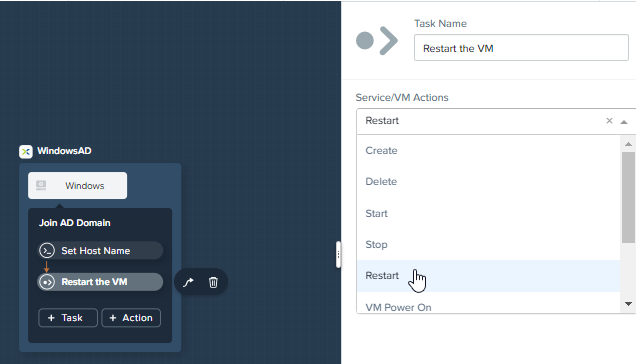 Task Name
Restart the VM
Service/VM Actions
Restart
Create
Delete
Start
Stop
Restart
VM Power On
WindowsAD
Windows
Join AD Domain
Set Host Name
Restart the VM
+ Task
+ Action